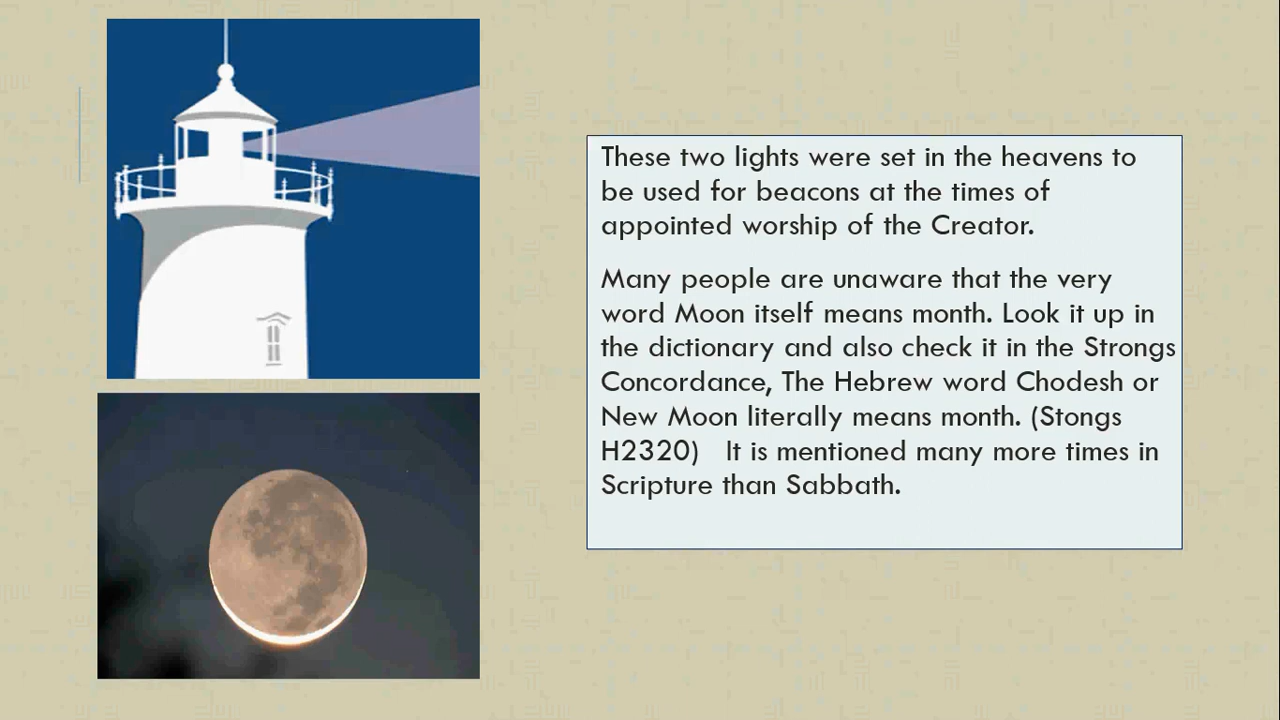 These two lights were set in the heavens to
be used for beacons at the times of
appointed worship of the Creator.
Many people are unaware that the very
word Moon itself means month. Look it up in
the dictionary and also check it in the Strongs
Concordance, The Hebrew word Chodesh or
New Moon literally means month. (Stongs
H2320)   It is mentioned many more times in
Scripture than Sabbath.